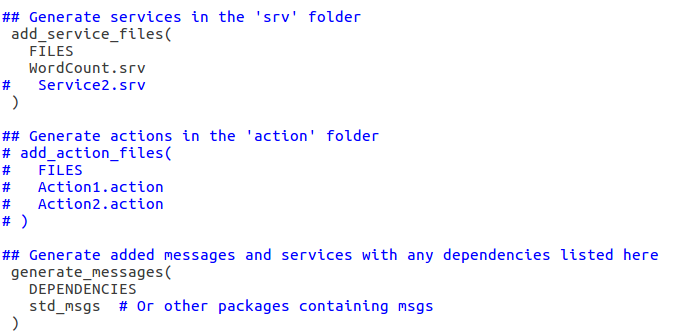 ## Generate services in the 'srv' folder
 add_service_files(
   FILES
   WordCount.srv
#   Service2.srv
 )

## Generate actions in the 'action' folder
# add_action_files(
#   FILES
#   Action1.action
#   Action2.action
# )

## Generate added messages and services with any dependencies listed here
 generate_messages(
   DEPENDENCIES
   std_msgs  # Or other packages containing msgs
 )